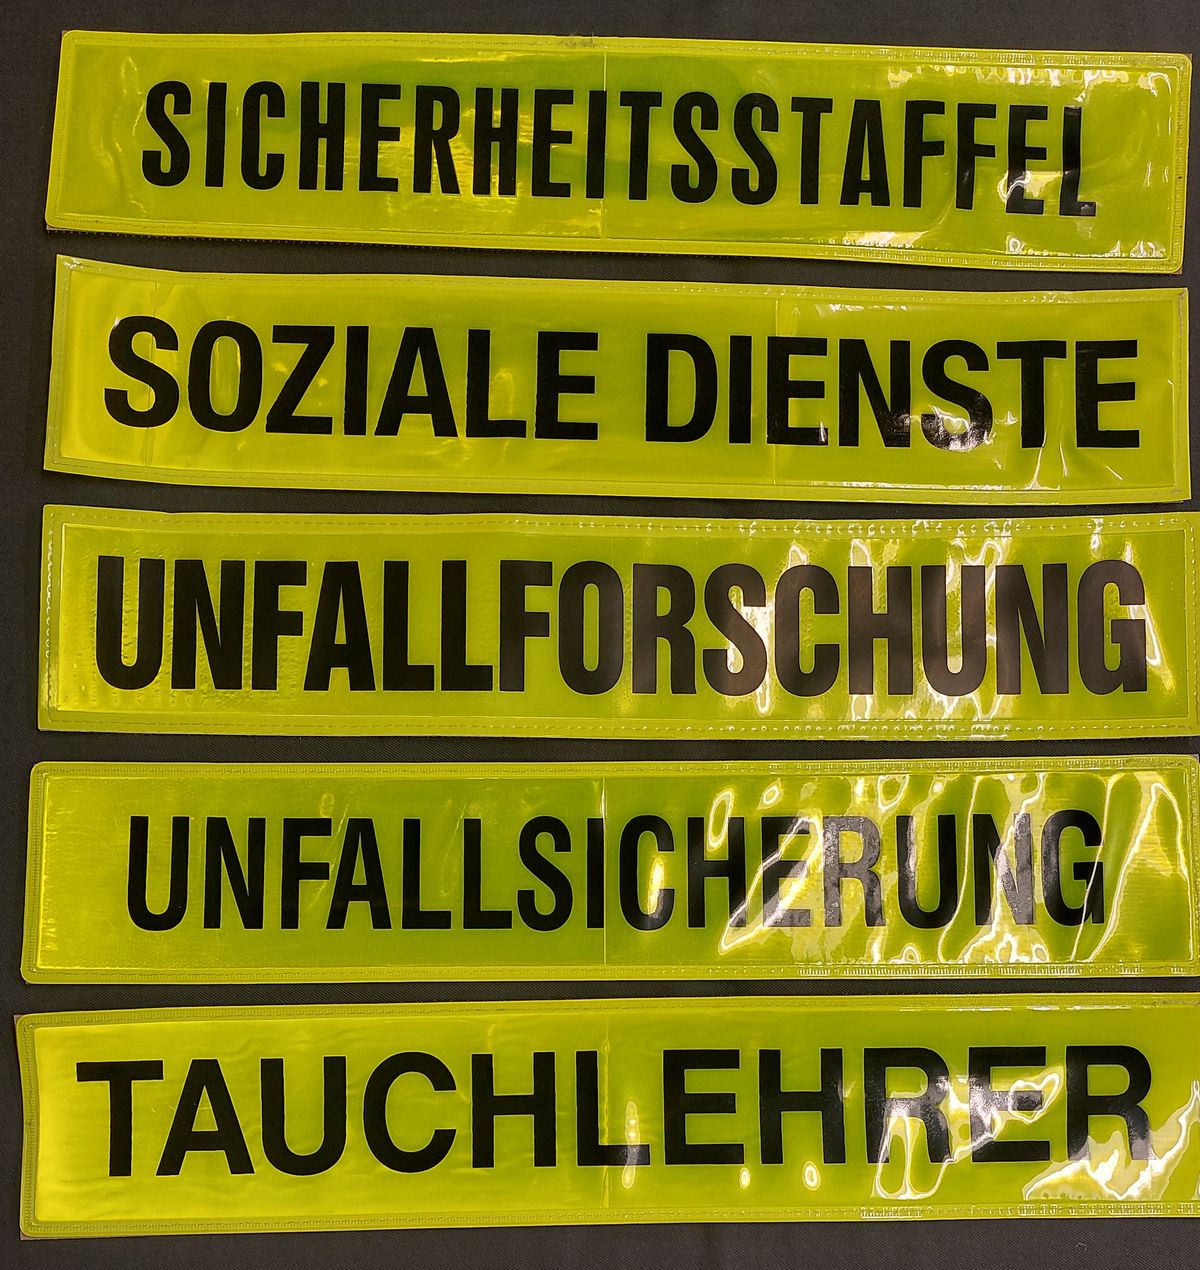 SICHERHEITSSTAFFEL
SOZIALE DIENSTE
UNFALLFORSCHUNG
UNFALLSICHERUNG
TAUCHLEHRER